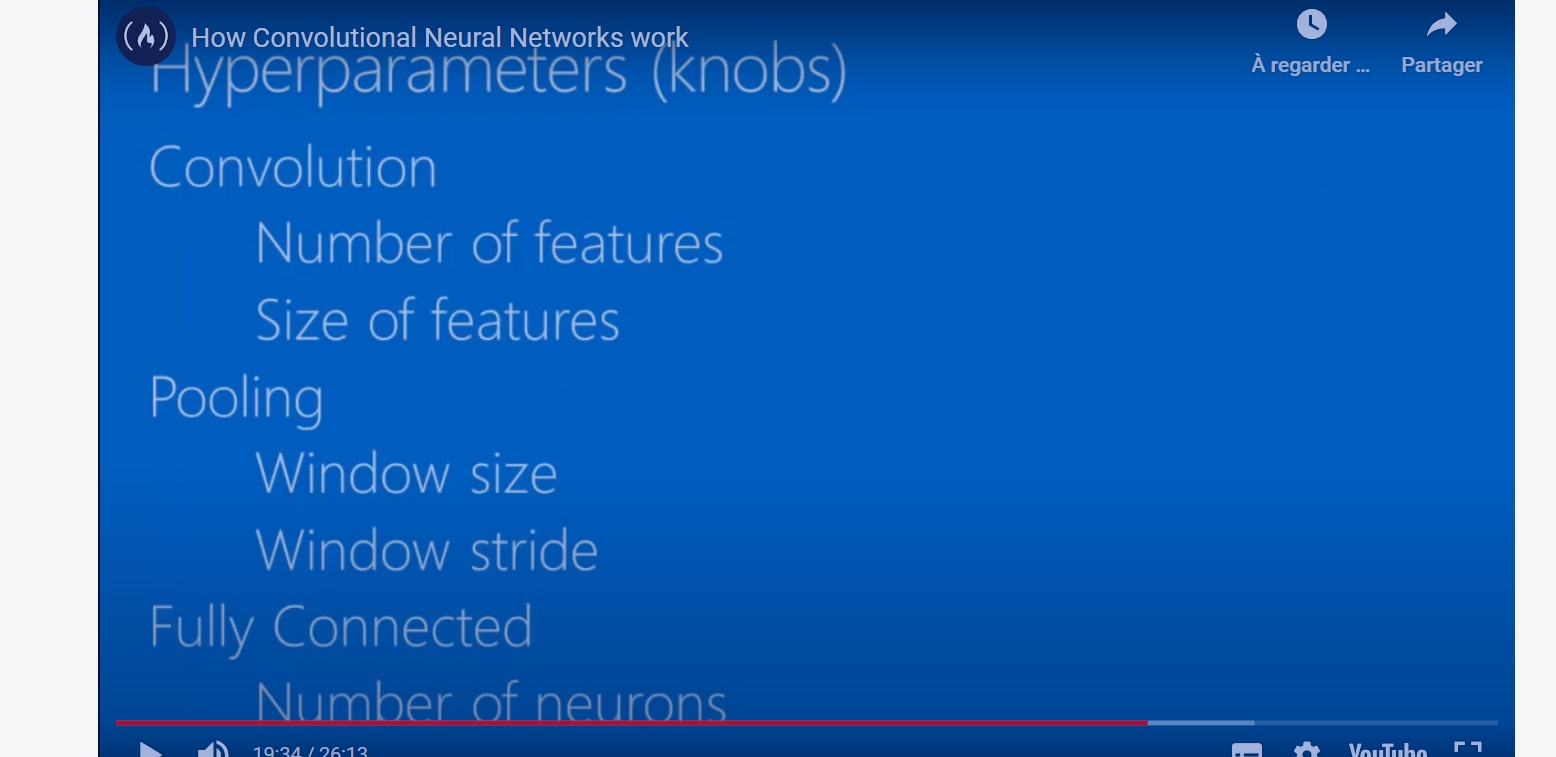 How Convolutional Neural Networks work
À regarder ...
Partager
Hyperparameters (knobs)
Convolution
Number of features
Size of features
Pooling
Window size
Window stride
Fully Connected
Number of neurons
19:34 / 26:13
YouTube